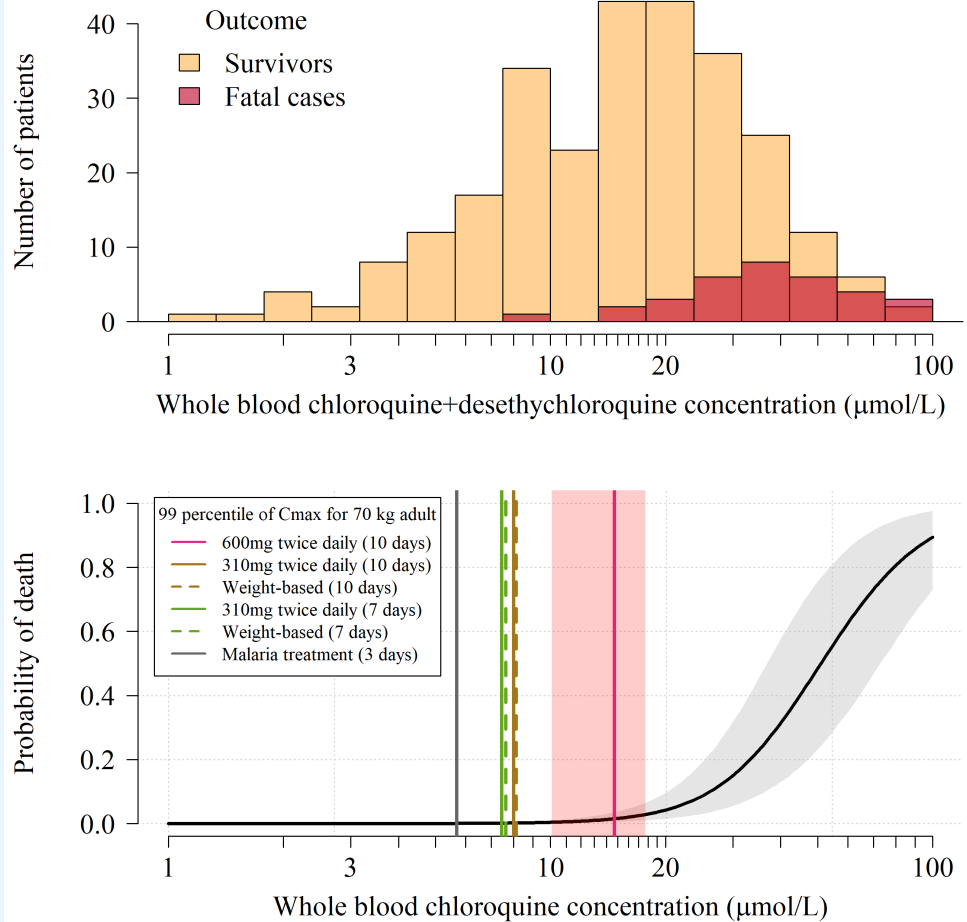 Outcome
Survivors
Fatal cases
Number of patients
40
30
20
10
0
1 3 10 20 100
Whole blood chloroquine+desethychloroquine concentration (μmol/L)
99 percentile of Cmax for 70 kg adult
600mg twice daily (10 days)
310mg twice daily (10 days)
Weight-based (10 days)
310mg twice daily (7 days)
Weight-based (7 days)
Malaria treatment (3 days)
Probability of death
1.0
0.8
0.6
0.4
0.2
0.0
1 3 10 20 100
Whole blood chloroquine concentration (μmol/L)